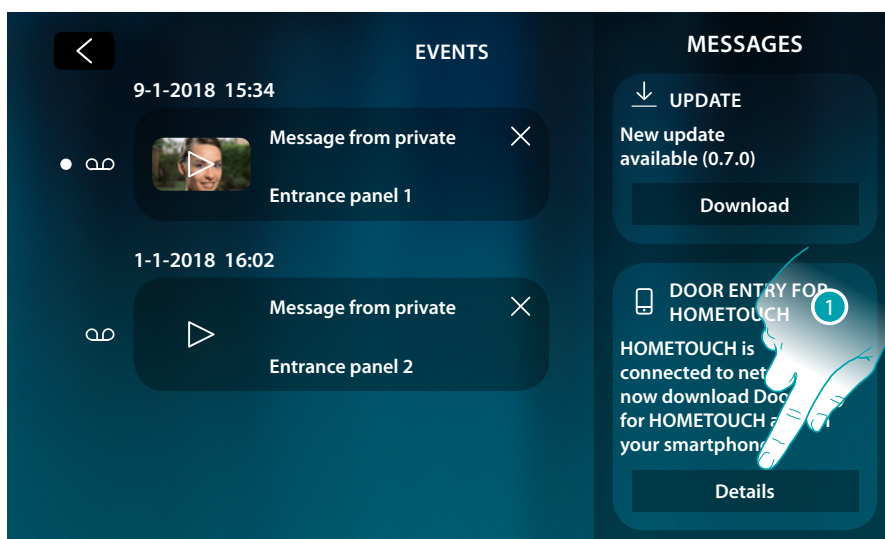 EVENTS
9-1-2018 15:34
Message from private
Entrance panel 1
1-1-2018 16:02
Message from private
Entrance panel 2
MESSAGES
UPDATE
New update
available (0.7.0)
Download
DOOR ENTRY FOR
HOMETOUCH
1
HOMETOUCH is
connected to
now download
for HOMETOUCH
your smartphone
Details